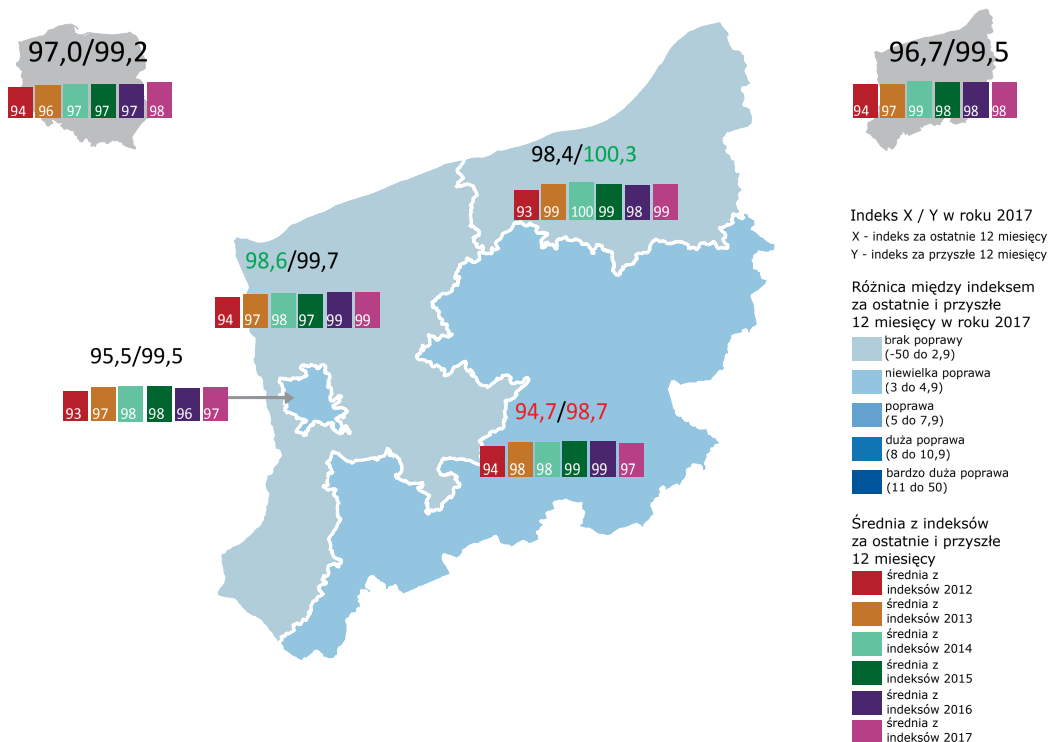 97,0/99,2
94 96 97 97 97 98
96,7/99,5
94 97 99 98 98 98
98,4/100,3
93 99 100 99 98 99
98,6/99,7
94 97 98 97 99 99
95,5/99,5
93 97 98 98 96 97
94,7/98,7
94 98 98 99 99 97
Indeks X / Y w roku 2017
X - indeks za ostatnie 12 miesięcy
Y - indeks za przyszłe 12 miesięcy
Różnica między indeksem
za ostatnie i przyszłe
12 miesięcy w roku 2017
brak poprawy
(-50 do 2,9)
niewielka poprawa
(3 do 4,9)
poprawa
(5 do 7,9)
duża poprawa
(8 do 10,9)
bardzo duża poprawa
(11 do 50)
Średnia z indeksów
za ostatnie i przyszłe
12 miesięcy
średnia z
indeksów 2012
średnia z
indeksów 2013
średnia z
indeksów 2014
średnia z
indeksów 2015
średnia z
indeksów 2016
średnia z
indeksów 2017